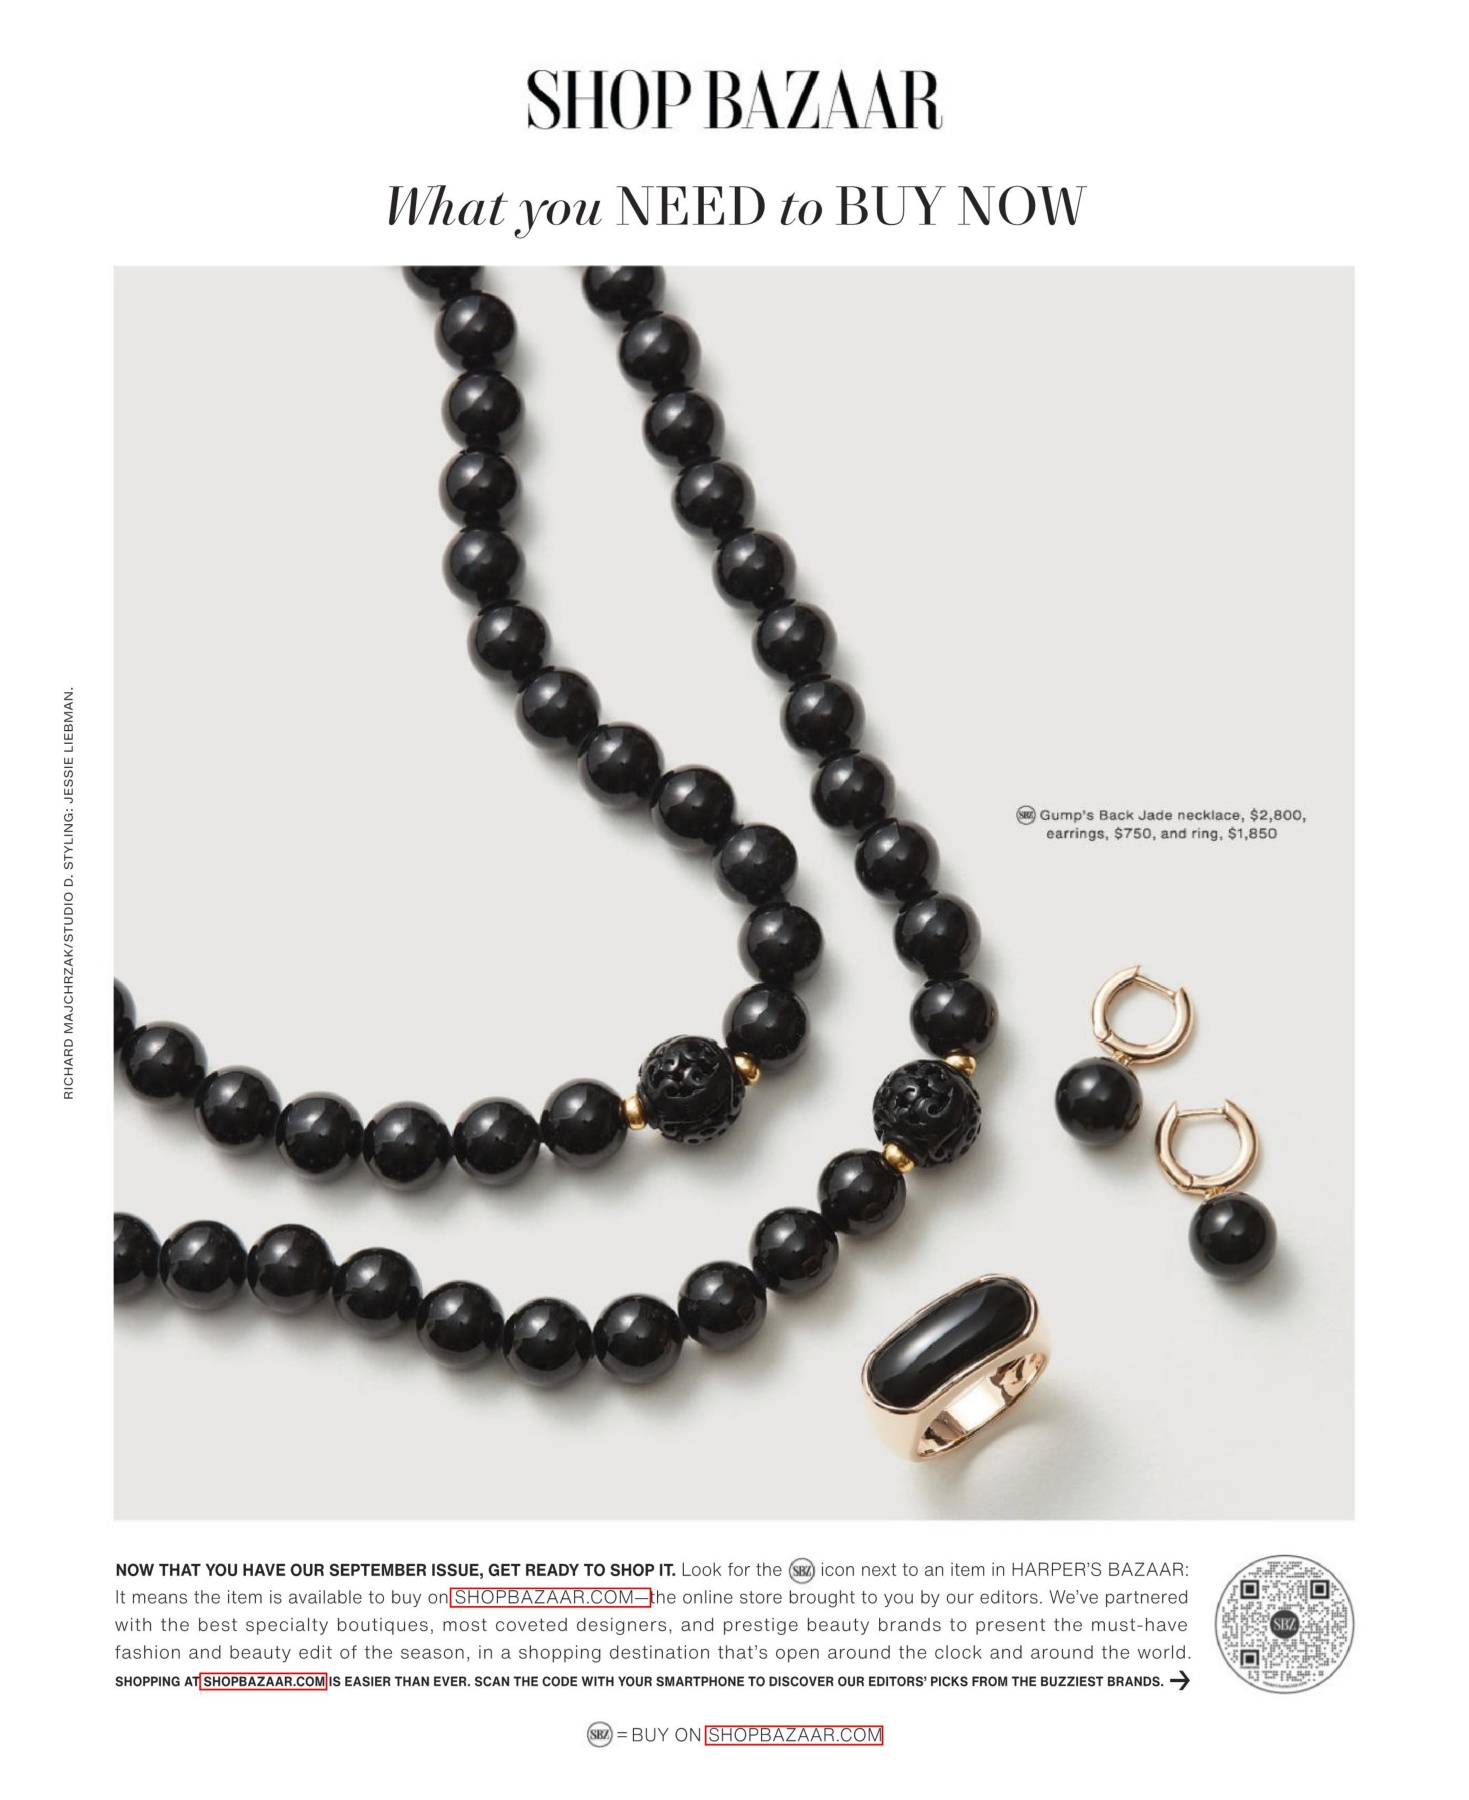 SHOP BAZAAR
What you NEED to BUY NOW
RICHARD MAJCHRZAK/STUDIO D. STYLING: JESSIE LIEBMAN.
SBZ Gump's Back Jade necklace, $2,800,
earrings, $750, and ring, $1,850
NOW THAT YOU HAVE OUR SEPTEMBER ISSUE, GET READY TO SHOP IT. Look for the SBZ icon next to an item in HARPER'S BAZAAR:
It means the item is available to buy on SHOPBAZAAR.COM—the online store brought to you by our editors. We've partnered
with the best specialty boutiques, most coveted designers, and prestige beauty brands to present the must-have
fashion and beauty edit of the season, in a shopping destination that's open around the clock and around the world.
SHOPPING AT SHOPBAZAAR.COM IS EASIER THAN EVER. SCAN THE CODE WITH YOUR SMARTPHONE TO DISCOVER OUR EDITORS' PICKS FROM THE BUZZIEST BRANDS. →
SBZ
SBZ = BUY ON SHOPBAZAAR.COM